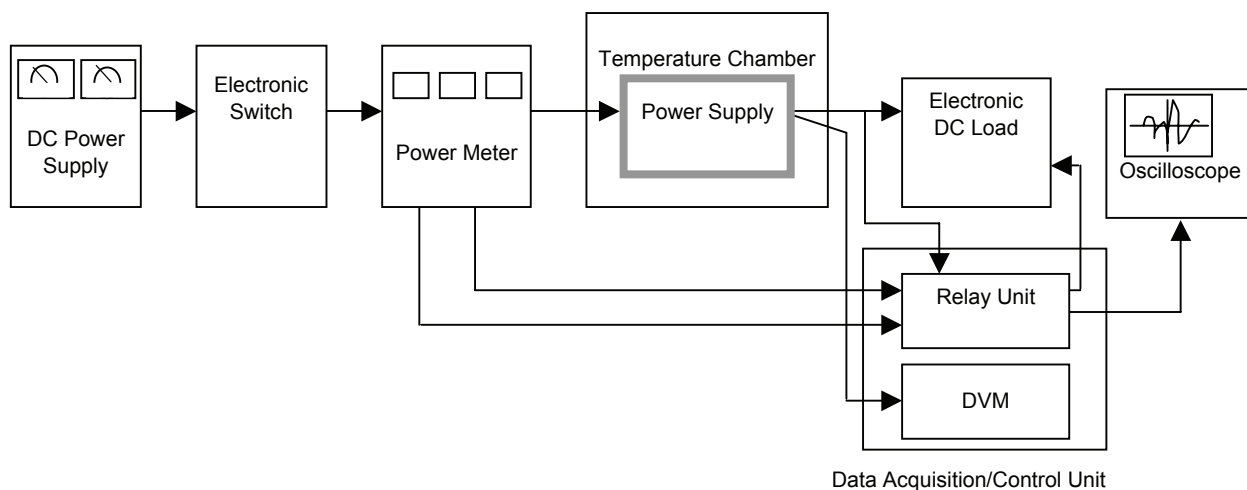 DC Power
Supply
Electronic
Switch
Power Meter
Temperature Chamber
Power Supply
Electronic
DC Load
Oscilloscope
Relay Unit
DVM
Data Acquisition/Control Unit